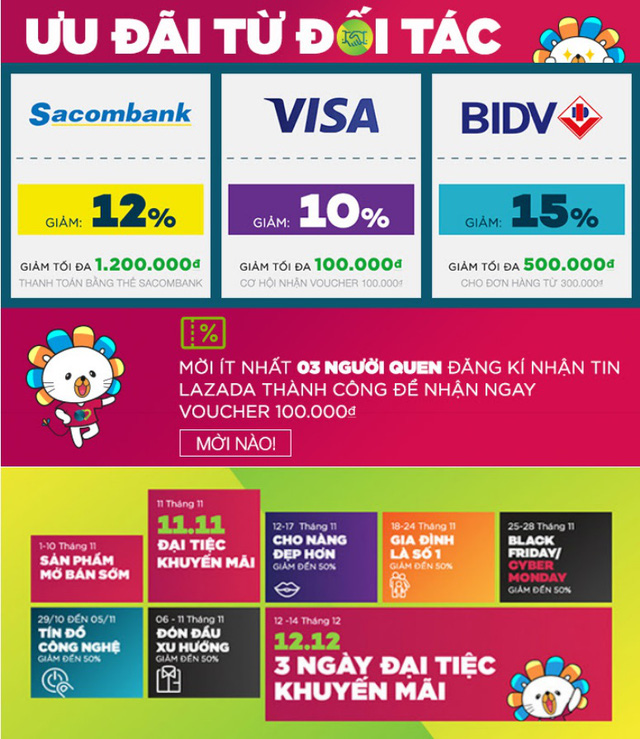 ƯU ĐÃI TỪ ĐỐI TÁC
Sacombank
GIẢM: 12%
GIẢM TỐI ĐA 1.200.000đ
THANH TOÁN BẰNG THẺ SACOMBANK
VISA
GIẢM: 10%
GIẢM TỐI ĐA 100.000đ
CƠ HỘI NHẬN VOUCHER 100.000đ
BIDV
GIẢM: 15%
GIẢM TỐI ĐA 500.000đ
CHO ĐƠN HÀNG TỪ 300.000đ
%
MỜI ÍT NHẤT 03 NGƯỜI QUEN ĐĂNG KÍ NHẬN TIN
LAZADA THÀNH CÔNG ĐỂ NHẬN NGAY
VOUCHER 100.000đ
MỜI NÀO!
1-10 Tháng 11
SẢN PHẨM
MỞ BÁN SỚM
11 Tháng 11
11.11
ĐẠI TIỆC
KHUYẾN MÃI
12-17 Tháng 11
CHO NÀNG
ĐẸP HƠN
GIẢM ĐẾN 50%
18-24 Tháng 11
GIA ĐÌNH
LÀ SỐ 1
GIẢM ĐẾN 50%
25-28 Tháng 11
BLACK
FRIDAY/
CYBER
MONDAY
GIẢM ĐẾN 50%
29/10 ĐẾN 05/11
TÍN ĐỒ
CÔNG NGHỆ
GIẢM ĐẾN 50%
06 - 11 Tháng 11
ĐÓN ĐẦU
XU HƯỚNG
GIẢM ĐẾN 50%
12 -14 Tháng 12
12.12
3 NGÀY ĐẠI TIỆC
KHUYẾN MÃI